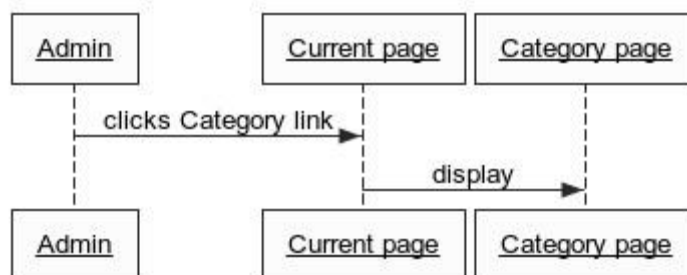 Admin
Current page
Category page
clicks Category link
display
Admin
Current page
Category page